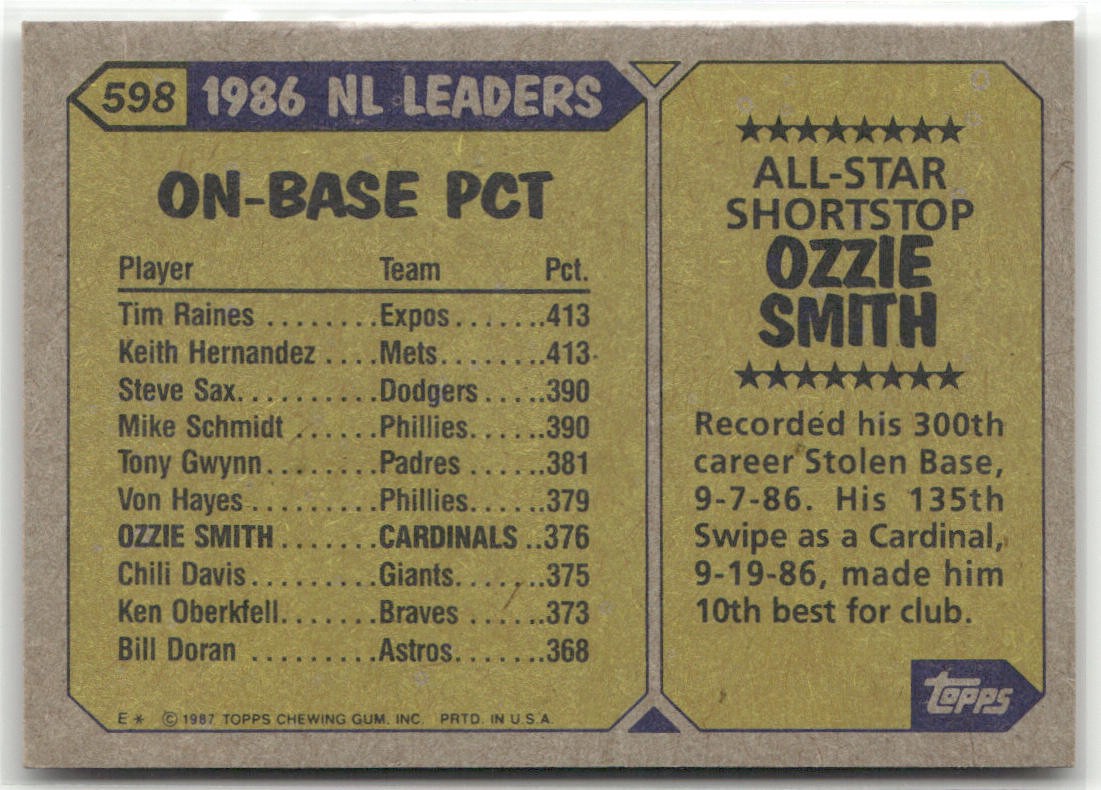 598 1986 NL LEADERS
ON-BASE PCT
Player Team Pct.
Tim Raines ........Expos.......413
Keith Hernandez ....Mets........413
Steve Sax..........Dodgers .....390
Mike Schmidt ......Phillies.....390
Tony Gwynn........Padres ......381
Von Hayes ........Phillies.....379
OZZIE SMITH .......CARDINALS ..376
Chili Davis.........Giants.......375
Ken Oberkfell.......Braves ......373
Bill Doran .........Astros.......368
E* © 1987 TOPPS CHEWING GUM, INC. PRTD. IN U.S.A.
ALL-STAR
SHORTSTOP
OZZIE
SMITH
Recorded his 300th
career Stolen Base,
9-7-86. His 135th
Swipe as a Cardinal,
9-19-86, made him
10th best for club.
topps